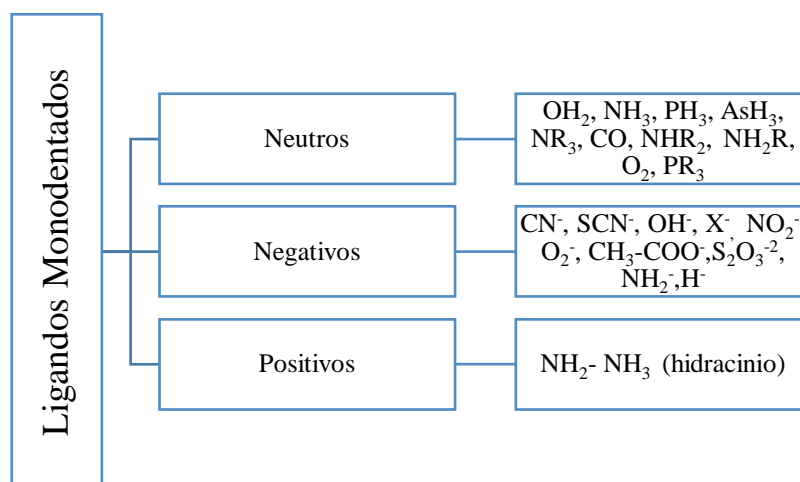 Ligandos Monodentados
Neutros
OH₂, NH₃, PH₃, AsH₃,
NR₃, CO, NHR₂, NH₂R,
O₂, PR₃
Negativos
CN⁻, SCN⁻, OH⁻, X⁻, NO₂⁻
O₂⁻, CH₃-COO⁻,S₂O₃⁻²,
NH₂⁻,H⁻
Positivos
NH₂- NH₃ (hidracinio)